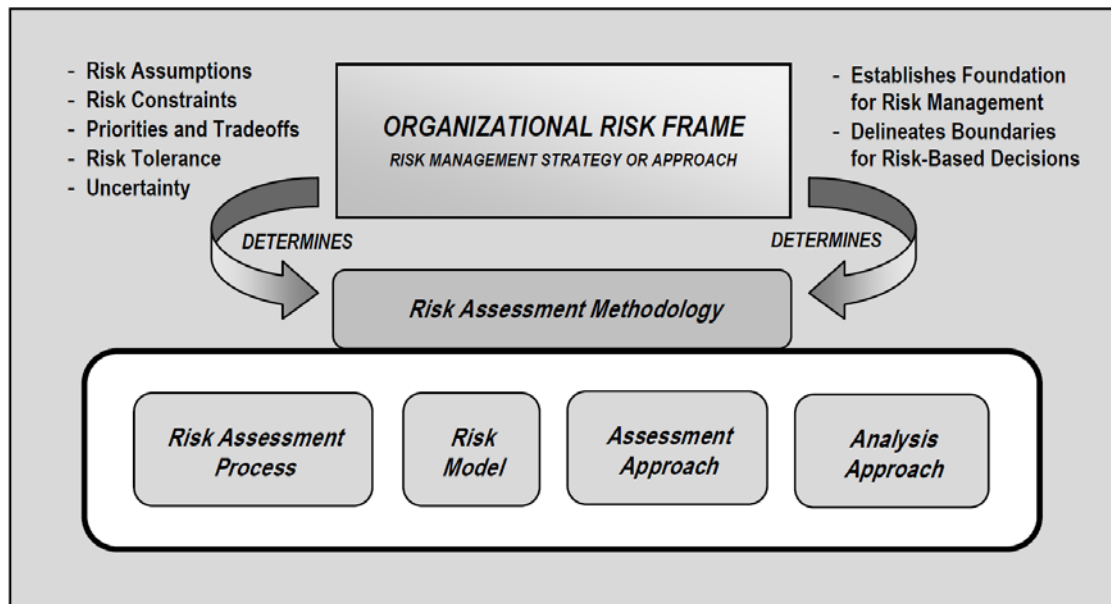 - Risk Assumptions
- Risk Constraints
- Priorities and Tradeoffs
- Risk Tolerance
- Uncertainty
ORGANIZATIONAL RISK FRAME
RISK MANAGEMENT STRATEGY OR APPROACH
- Establishes Foundation
for Risk Management
- Delineates Boundaries
for Risk-Based Decisions
DETERMINES
DETERMINES
Risk Assessment Methodology
Risk Assessment
Process
Risk
Model
Assessment
Approach
Analysis
Approach